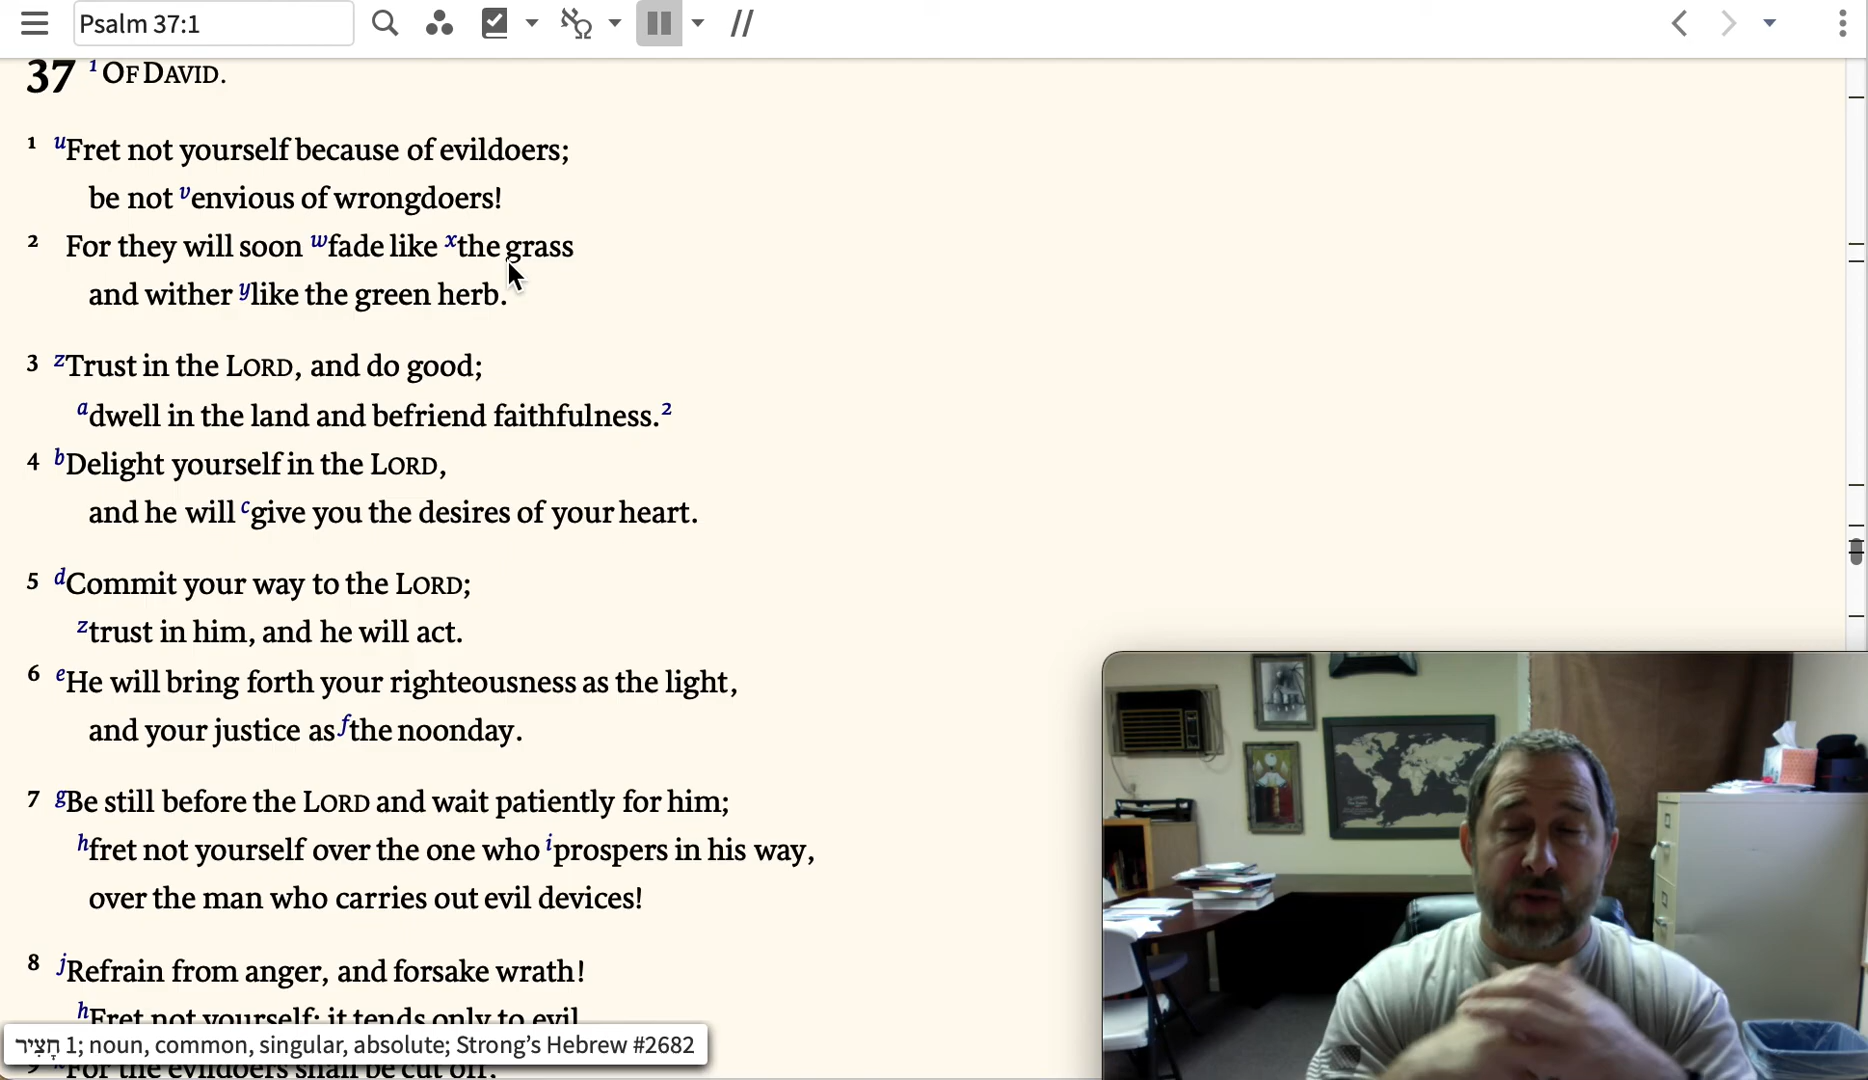 Psalm 37:1
37 ¹ OF DAVID.
1 ᵘFret not yourself because of evildoers;
be not ᵛenvious of wrongdoers!
2 For they will soon ʷfade like ˣthe grass
and wither ʸlike the green herb.
3 ᶻTrust in the LORD, and do good;
ᵃdwell in the land and befriend faithfulness.²
4 ᵇDelight yourself in the LORD,
and he will ᶜgive you the desires of your heart.
5 ᵈCommit your way to the LORD;
ᶻtrust in him, and he will act.
6 ᵉHe will bring forth your righteousness as the light,
and your justice as ᶠthe noonday.
7 ᵍBe still before the LORD and wait patiently for him;
ʰfret not yourself over the one who ⁱprospers in his way,
over the man who carries out evil devices!
8 ʲRefrain from anger, and forsake wrath!
ʰFret not yourself; it tends only to evil.
חָצִיר 1; noun, common, singular, absolute; Strong's Hebrew #2682
For the evildoers shall be cut off,